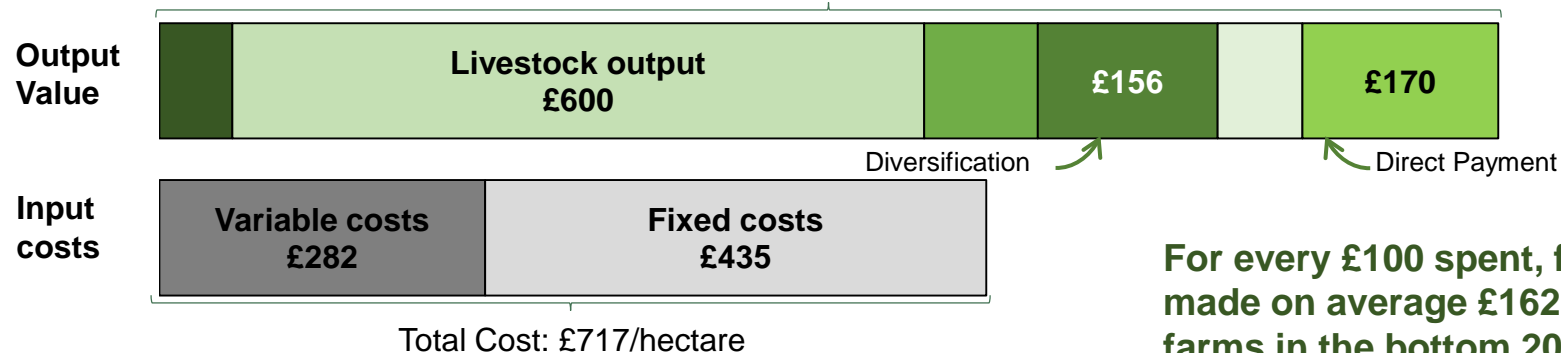 Output
Value
Livestock output
£600
£156
£170
Diversification
Direct Payment
Input
costs
Variable costs
£282
Fixed costs
£435
Total Cost: £717/hectare
For every £100 spent,
made on average £162
farms in the bottom 20